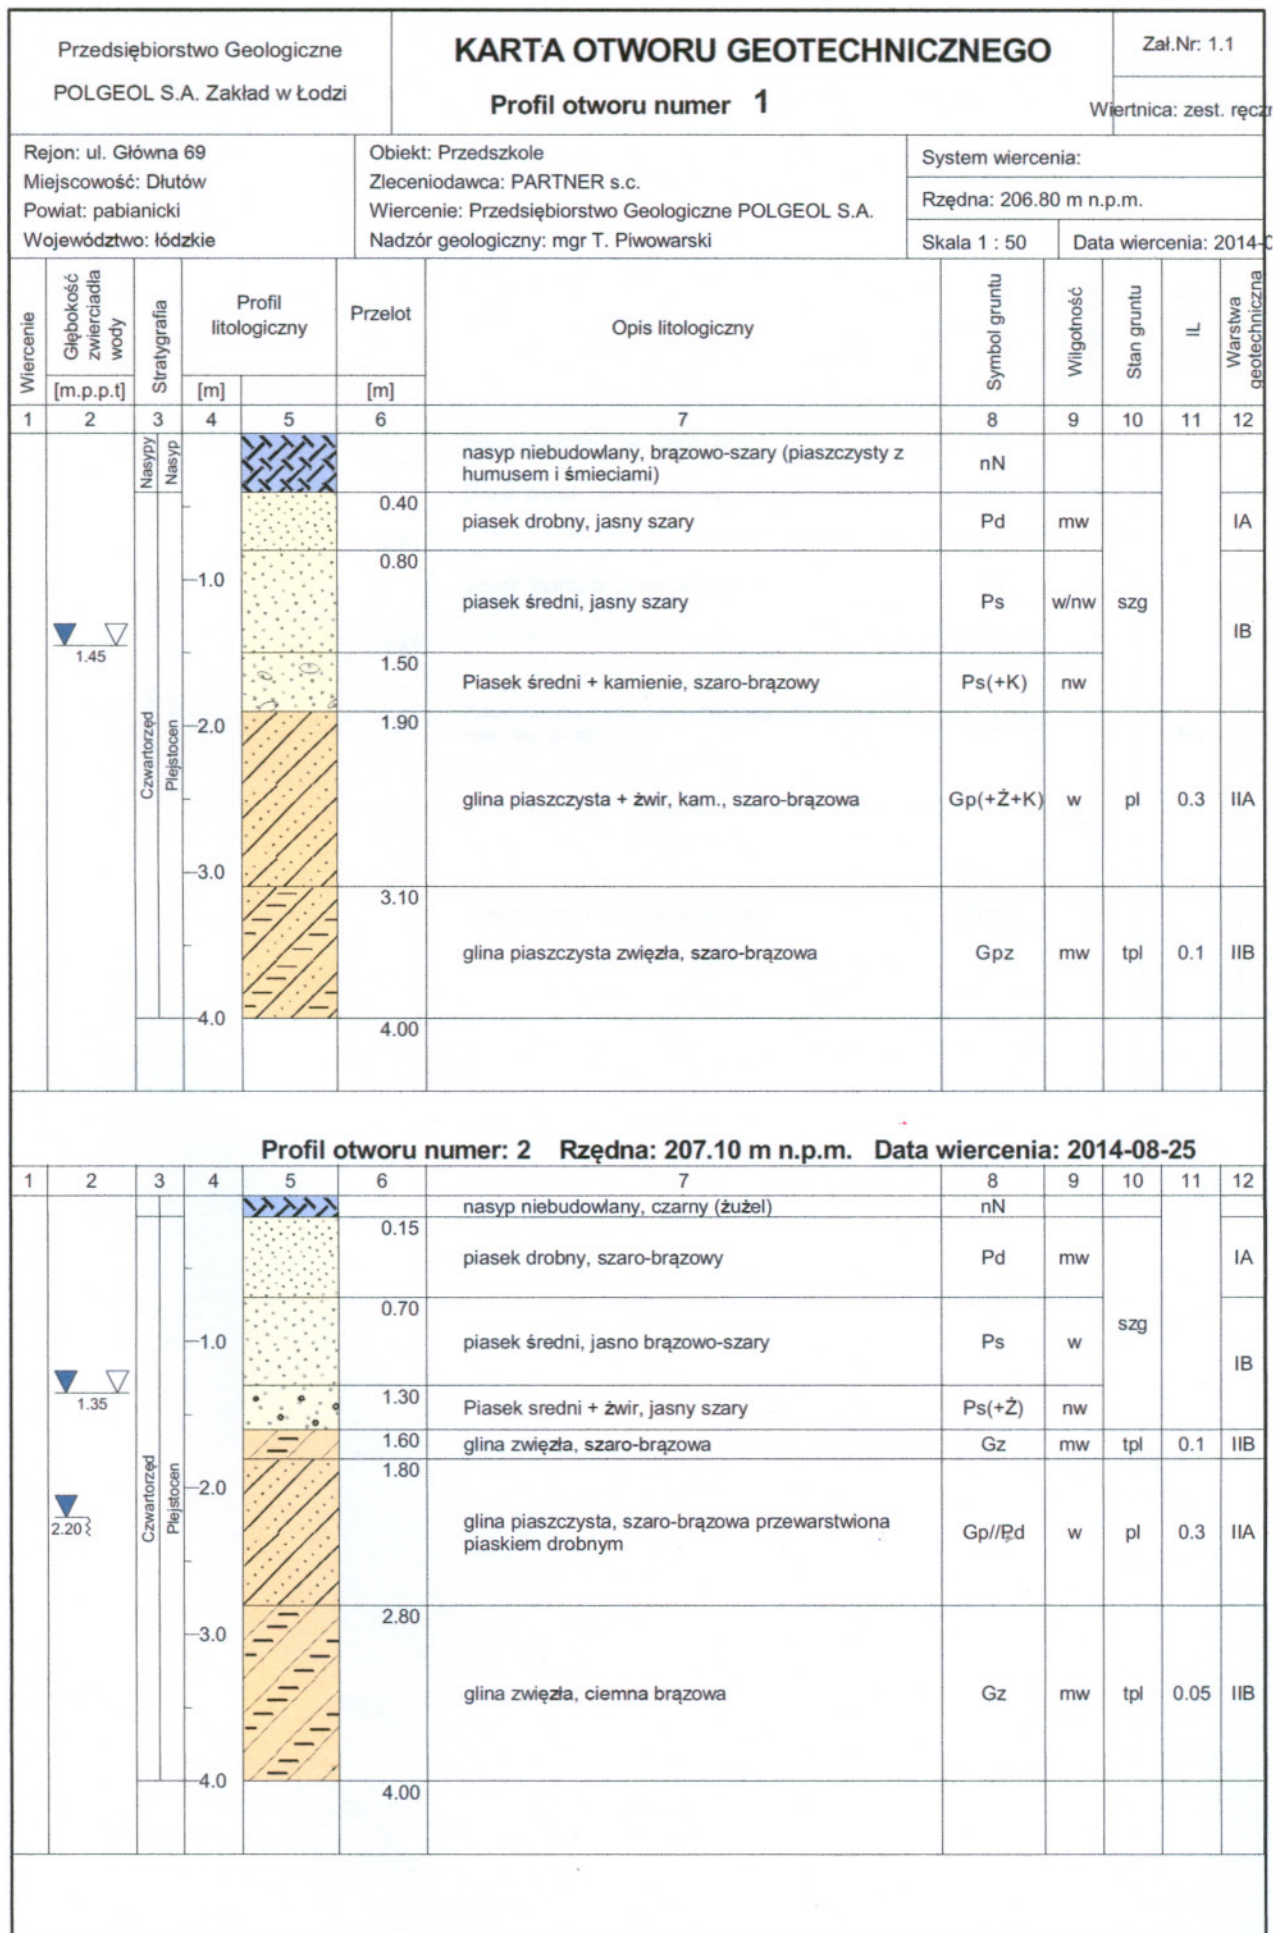 Przedsiębiorstwo Geologiczne
POLGEOL S.A. Zakład w Łodzi
KARTA OTWORU GEOTECHNICZNEGO
Profil otworu numer 1
Zał.Nr: 1.1
Wiertnica: zest.
Rejon: ul. Główna 69
Miejscowość: Dłutów
Powiat: pabianicki
Województwo: łódzkie
Obiekt: Przedszkole
Zleceniodawca: PARTNER s.c.
Wiercenie: Przedsiębiorstwo Geologiczne POLGEOL S.A.
Nadzór geologiczny: mgr T. Piwowarski
System wiercenia:
Rzędna: 206.80 m n.p.m.
Skala 1 : 50
Data wiercenia: 2014-
Wiercenie
Głębokość zwierciadła wody
[m.p.p.t]
Stratygrafia
Profil litologiczny
[m]
Przelot
[m]
Opis litologiczny
Symbol gruntu
Wilgotność
Stan gruntu
IL
Warstwa geotechniczna
1 2 3 4 5 6 7 8 9 10 11 12
Nasypy Nasyp
nasyp niebudowlany, brązowo-szary (piaszczysty z
humusem i śmieciami)
nN
0.40
piasek drobny, jasny szary Pd mw IA
0.80
1.0
piasek średni, jasny szary Ps w/nw szg
IB
1.45
1.50
Piasek średni + kamienie, szaro-brązowy Ps(+K) nw
1.90
2.0
Czwartorzęd Plejstocen
glina piaszczysta + żwir, kam., szaro-brązowa Gp(+Ż+K) w pl 0.3 IIA
3.0
3.10
glina piaszczysta zwięzła, szaro-brązowa Gpz mw tpl 0.1 IIB
4.0
4.00
Profil otworu numer: 2 Rzędna: 207.10 m n.p.m. Data wiercenia: 2014-08-25
1 2 3 4 5 6 7 8 9 10 11 12
nasyp niebudowlany, czarny (żużel) nN
0.15
piasek drobny, szaro-brązowy Pd mw IA
0.70
szg
1.0
piasek średni, jasno brązowo-szary Ps w
IB
1.35
1.30
Piasek sredni + żwir, jasny szary Ps(+Ż) nw
1.60
glina zwięzła, szaro-brązowa Gz mw tpl 0.1 IIB
1.80
2.0
Czwartorzęd Plejstocen
2.20
glina piaszczysta, szaro-brązowa przewarstwiona
piaskiem drobnym
Gp//Pd w pl 0.3 IIA
2.80
3.0
glina zwięzła, ciemna brązowa Gz mw tpl 0.05 IIB
4.0
4.00